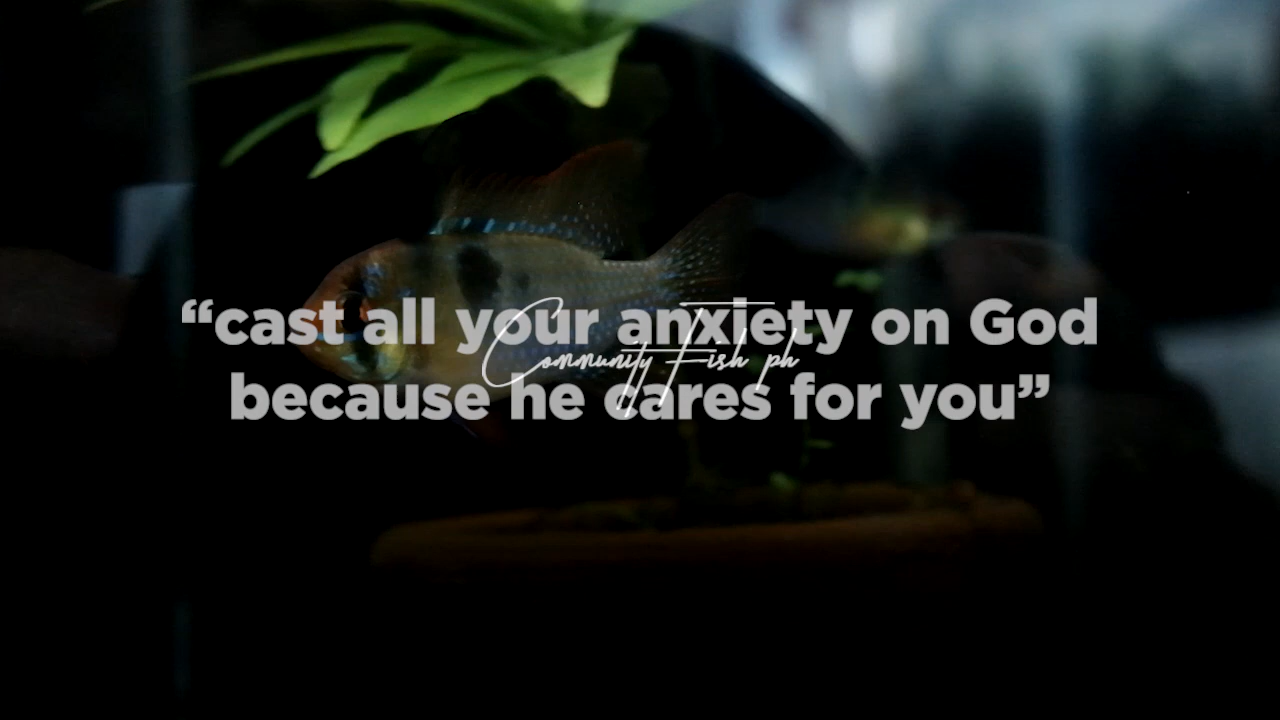 “cast all your anxiety on God
Community Fish ph
because he cares for you”